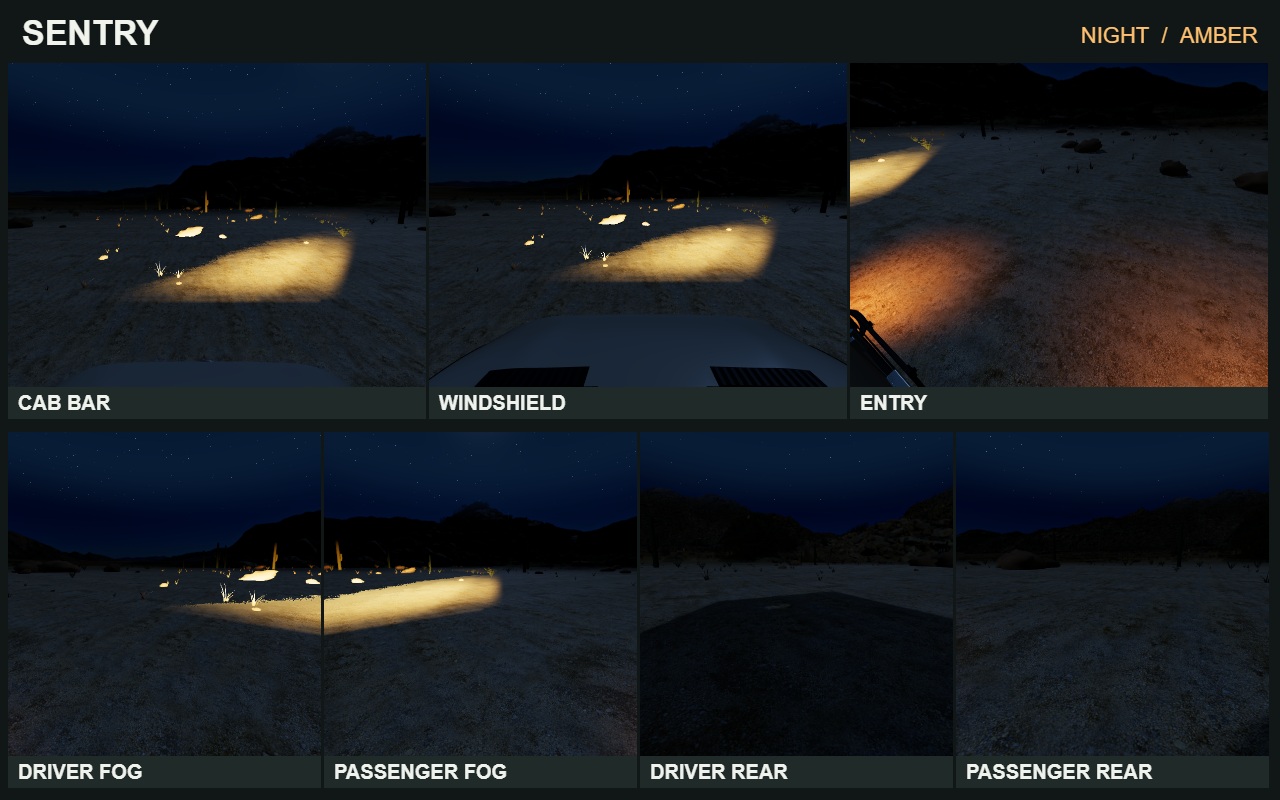 SENTRY
NIGHT / AMBER
CAB BAR
WINDSHIELD
ENTRY
DRIVER FOG
PASSENGER FOG
DRIVER REAR
PASSENGER REAR